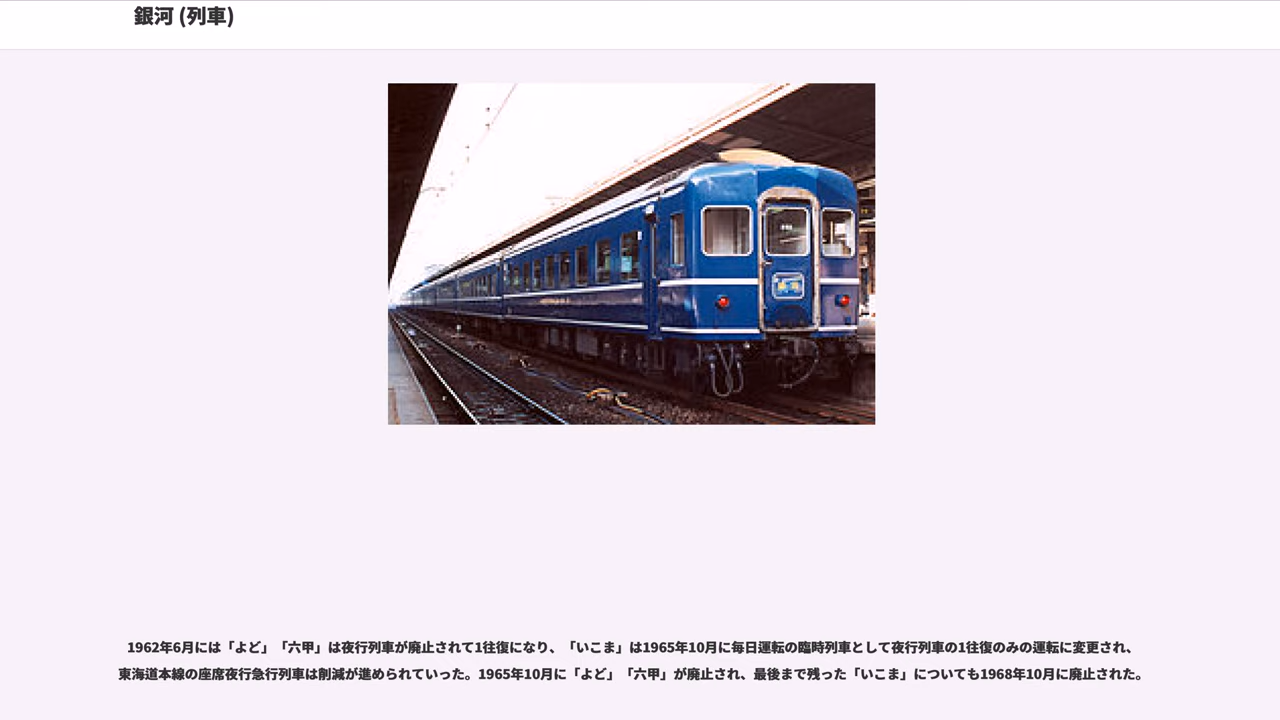 銀河 (列車)
1962年6月には「よど」「六甲」は夜行列車が廃止されて1往復になり、「いこま」は1965年10月に毎日運転の臨時列車として夜行列車の1往復のみの運転に変更され、
東海道本線の座席夜行急行列車は削減が進められていった。1965年10月に「よど」「六甲」が廃止され、最後まで残った「いこま」についても1968年10月に廃止された。